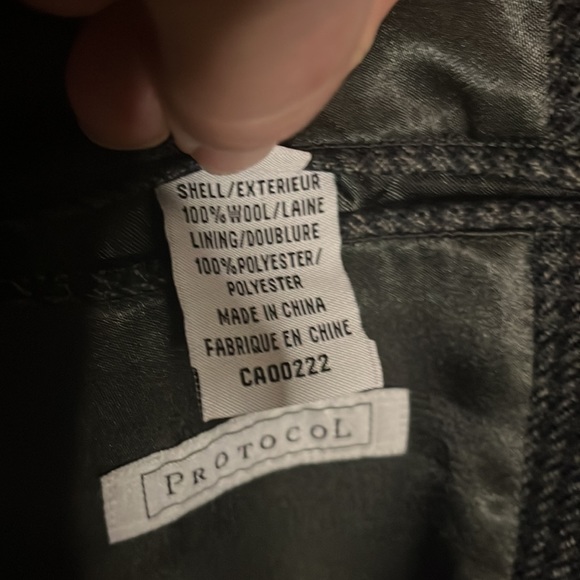 SHELL/EXTERIEUR
100%WOOL/LAINE
LINING/DOUBLURE
100%POLYESTER/
POLYESTER
MADE IN CHINA
FABRIQUE EN CHINE
CA00222
PROTOCOL